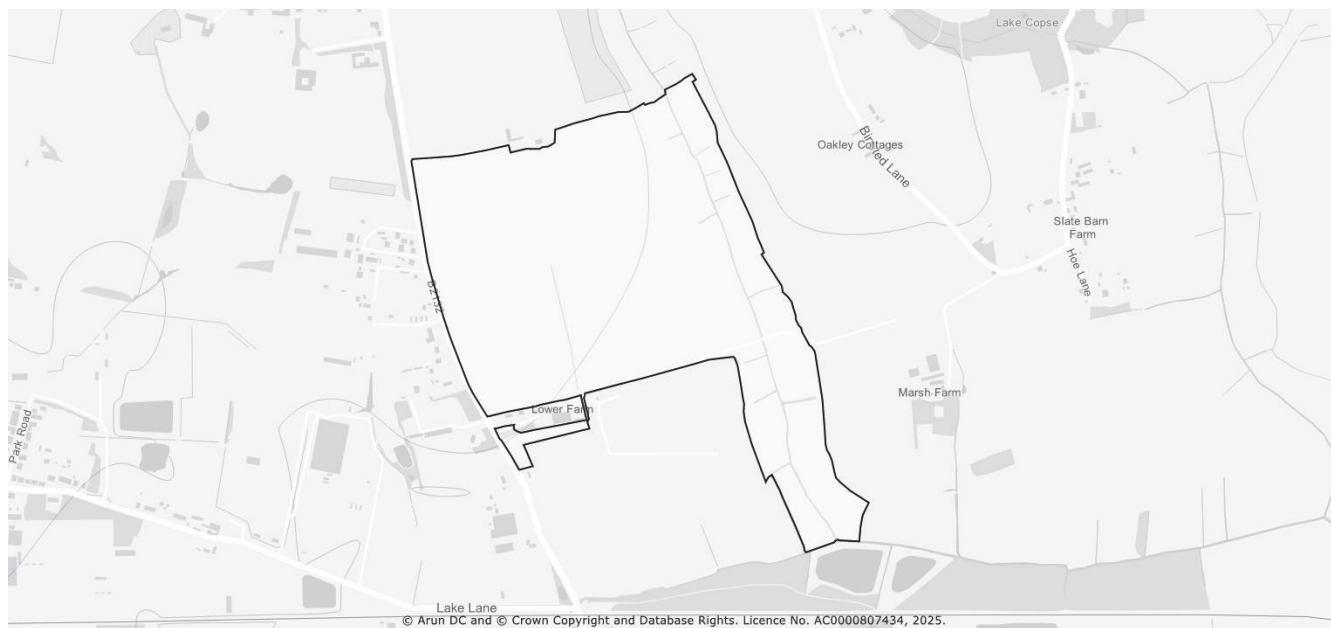 Lake Copse
Oakley Cottages
Binsted Lane
Slate Barn
Farm
Hoe Lane
B2132
Marsh Farm
Lower Farm
Park Road
Lake Lane
© Arun DC and © Crown Copyright and Database Rights. Licence No. AC0000807434, 2025.